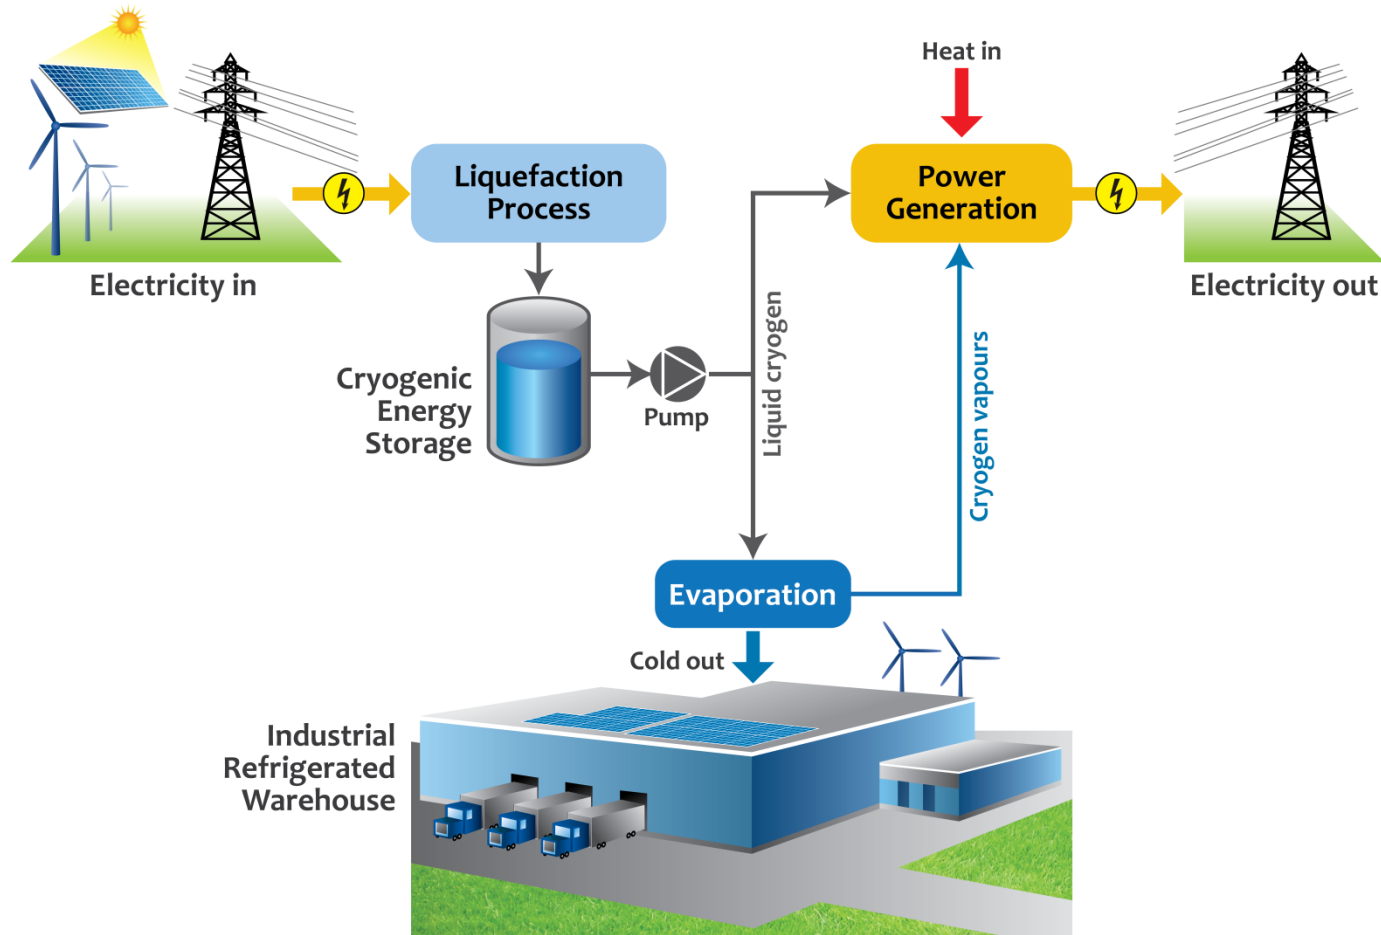 Heat in
Liquefaction
Process
Power
Generation
Electricity in
Electricity out
Cryogenic
Energy
Storage
Pump
Liquid cryogen
Cryogen vapours
Evaporation
Cold out
Industrial
Refrigerated
Warehouse